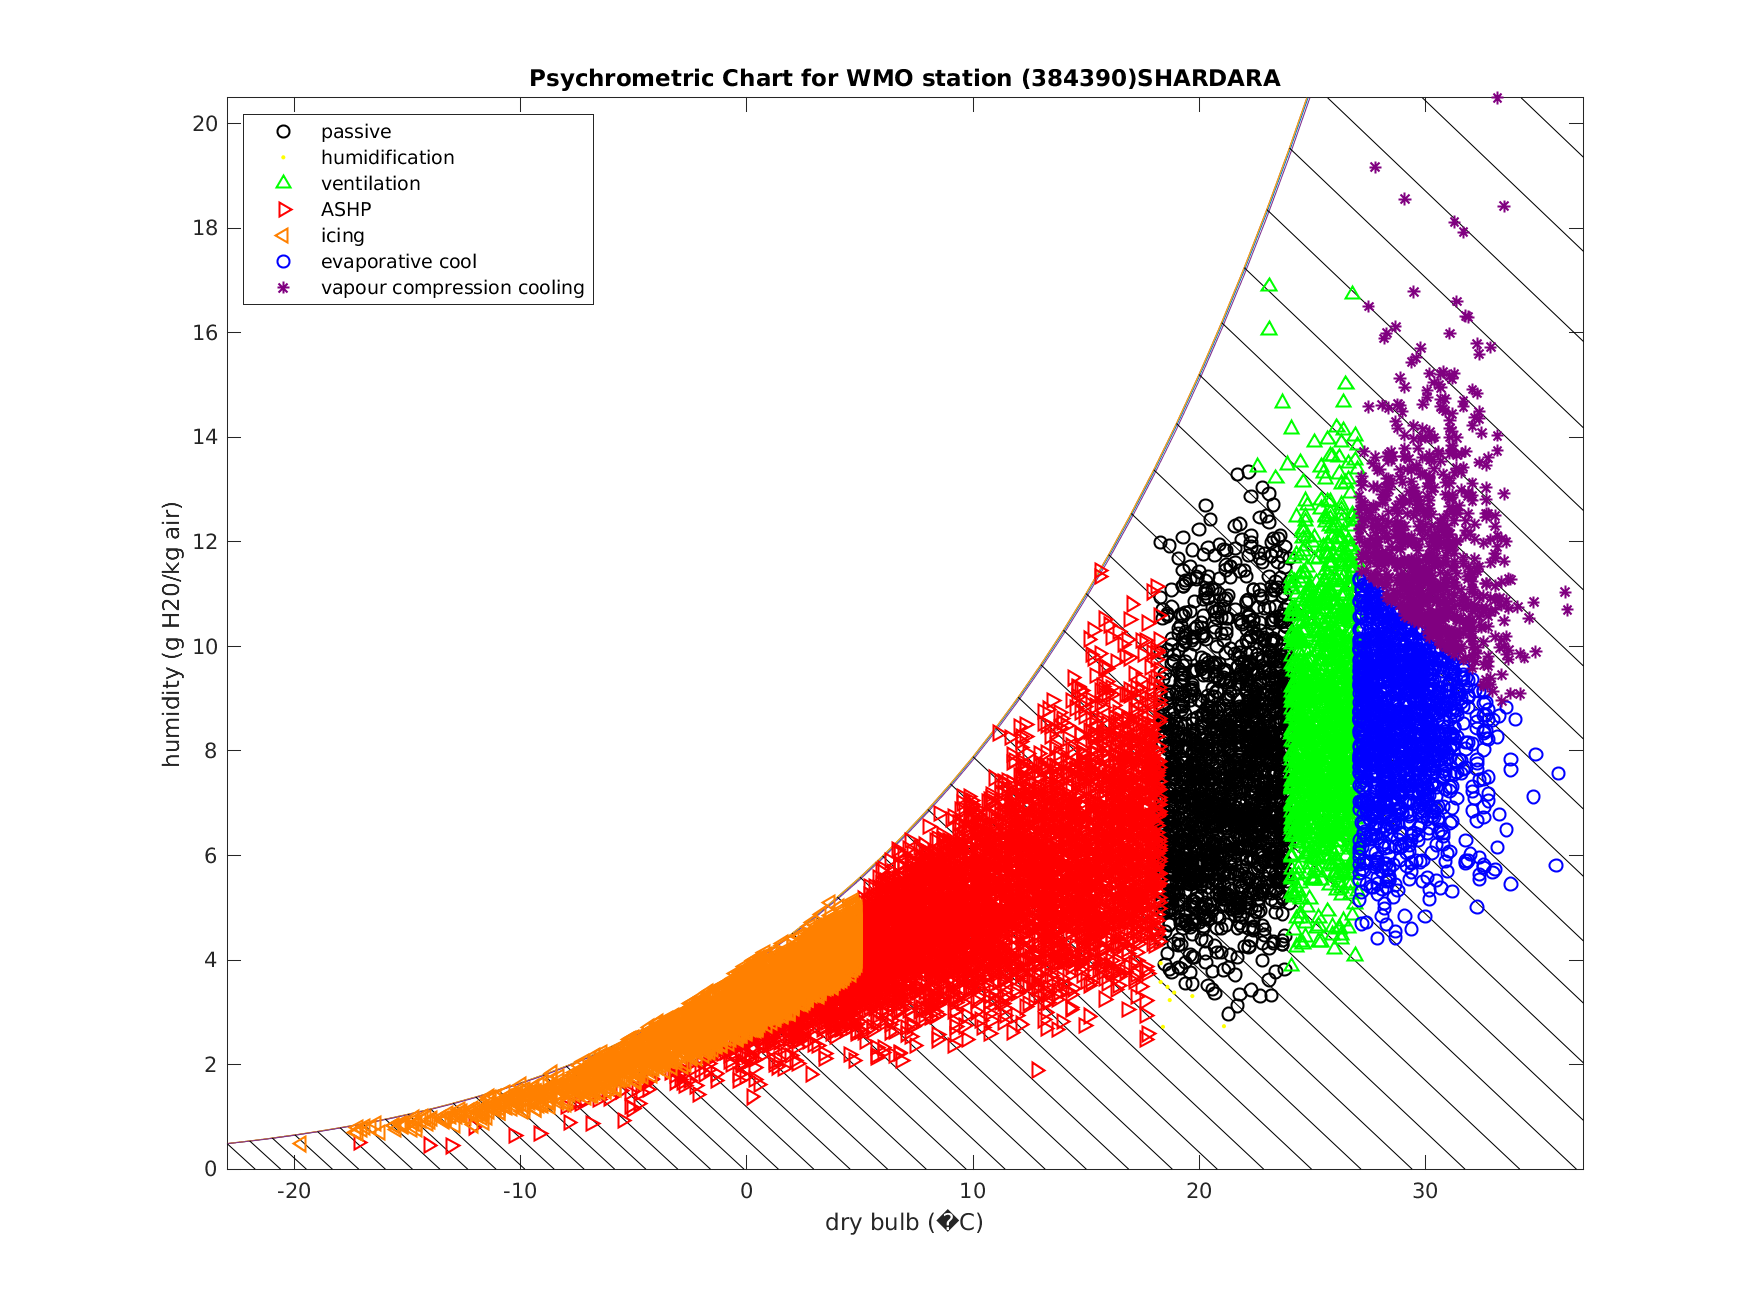 Psychrometric Chart for WMO station (384390)SHARDARA
passive
humidification
ventilation
ASHP
icing
evaporative cool
vapour compression cooling
humidity (g H20/kg air)
20
18
16
14
12
10
8
6
4
2
0
-20 -10 0 10 20 30
dry bulb (�C)